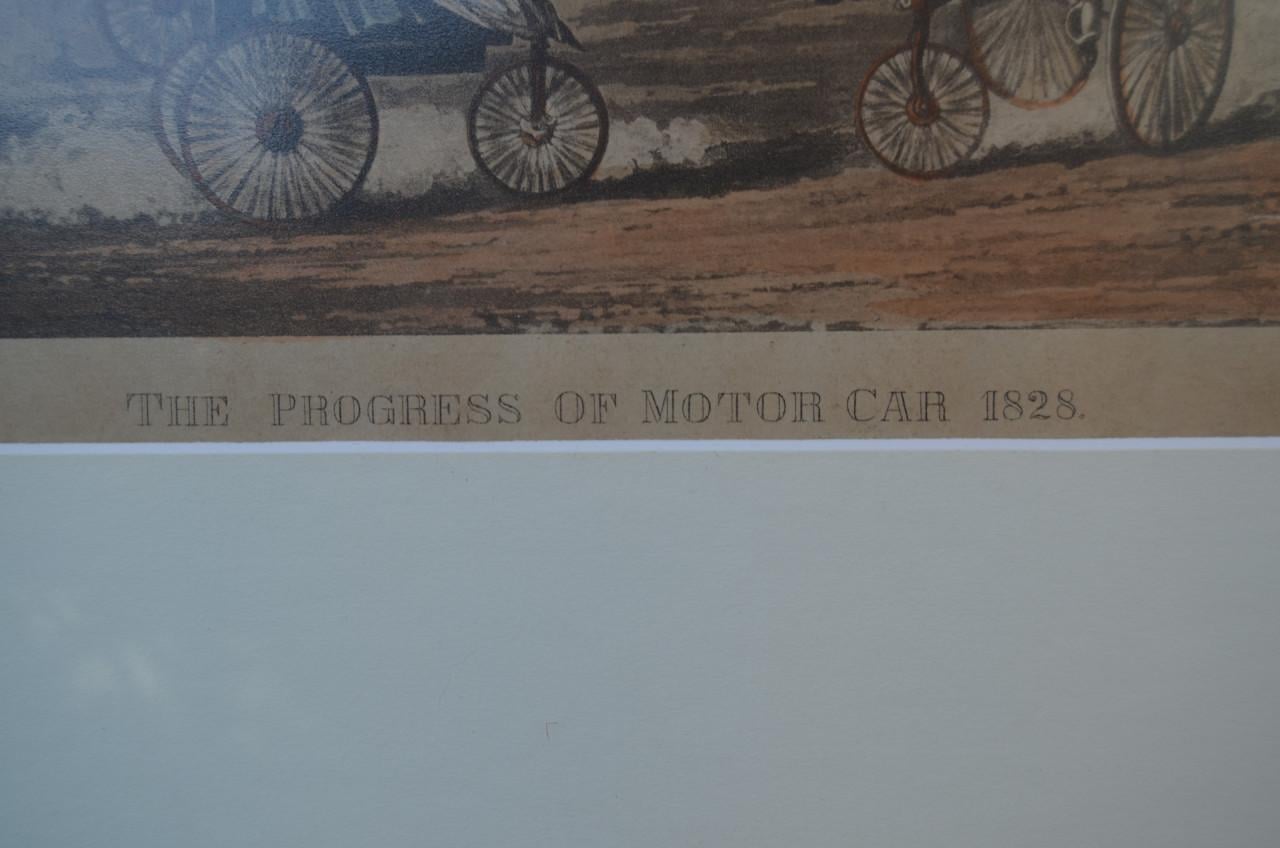 THE PROGRESS OF MOTOR CAR 1828.